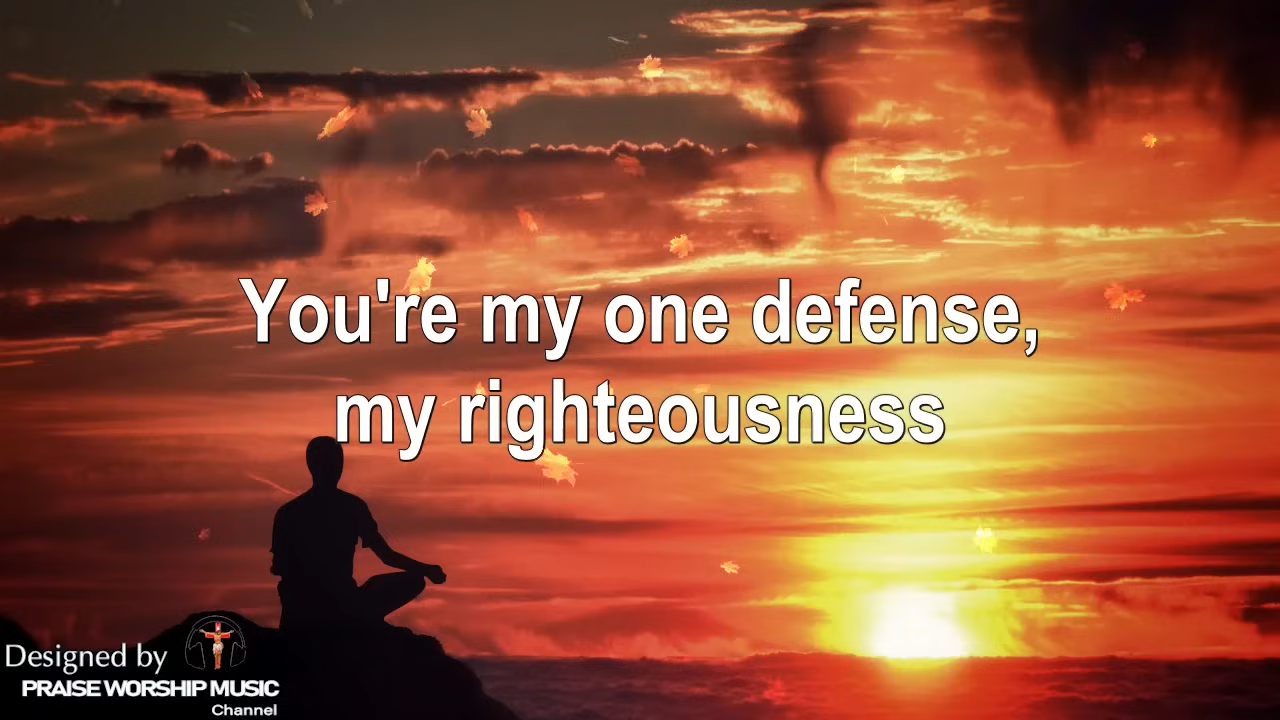 You're my one defense,
my righteousness
Designed by
PRAISE WORSHIP MUSIC
Channel